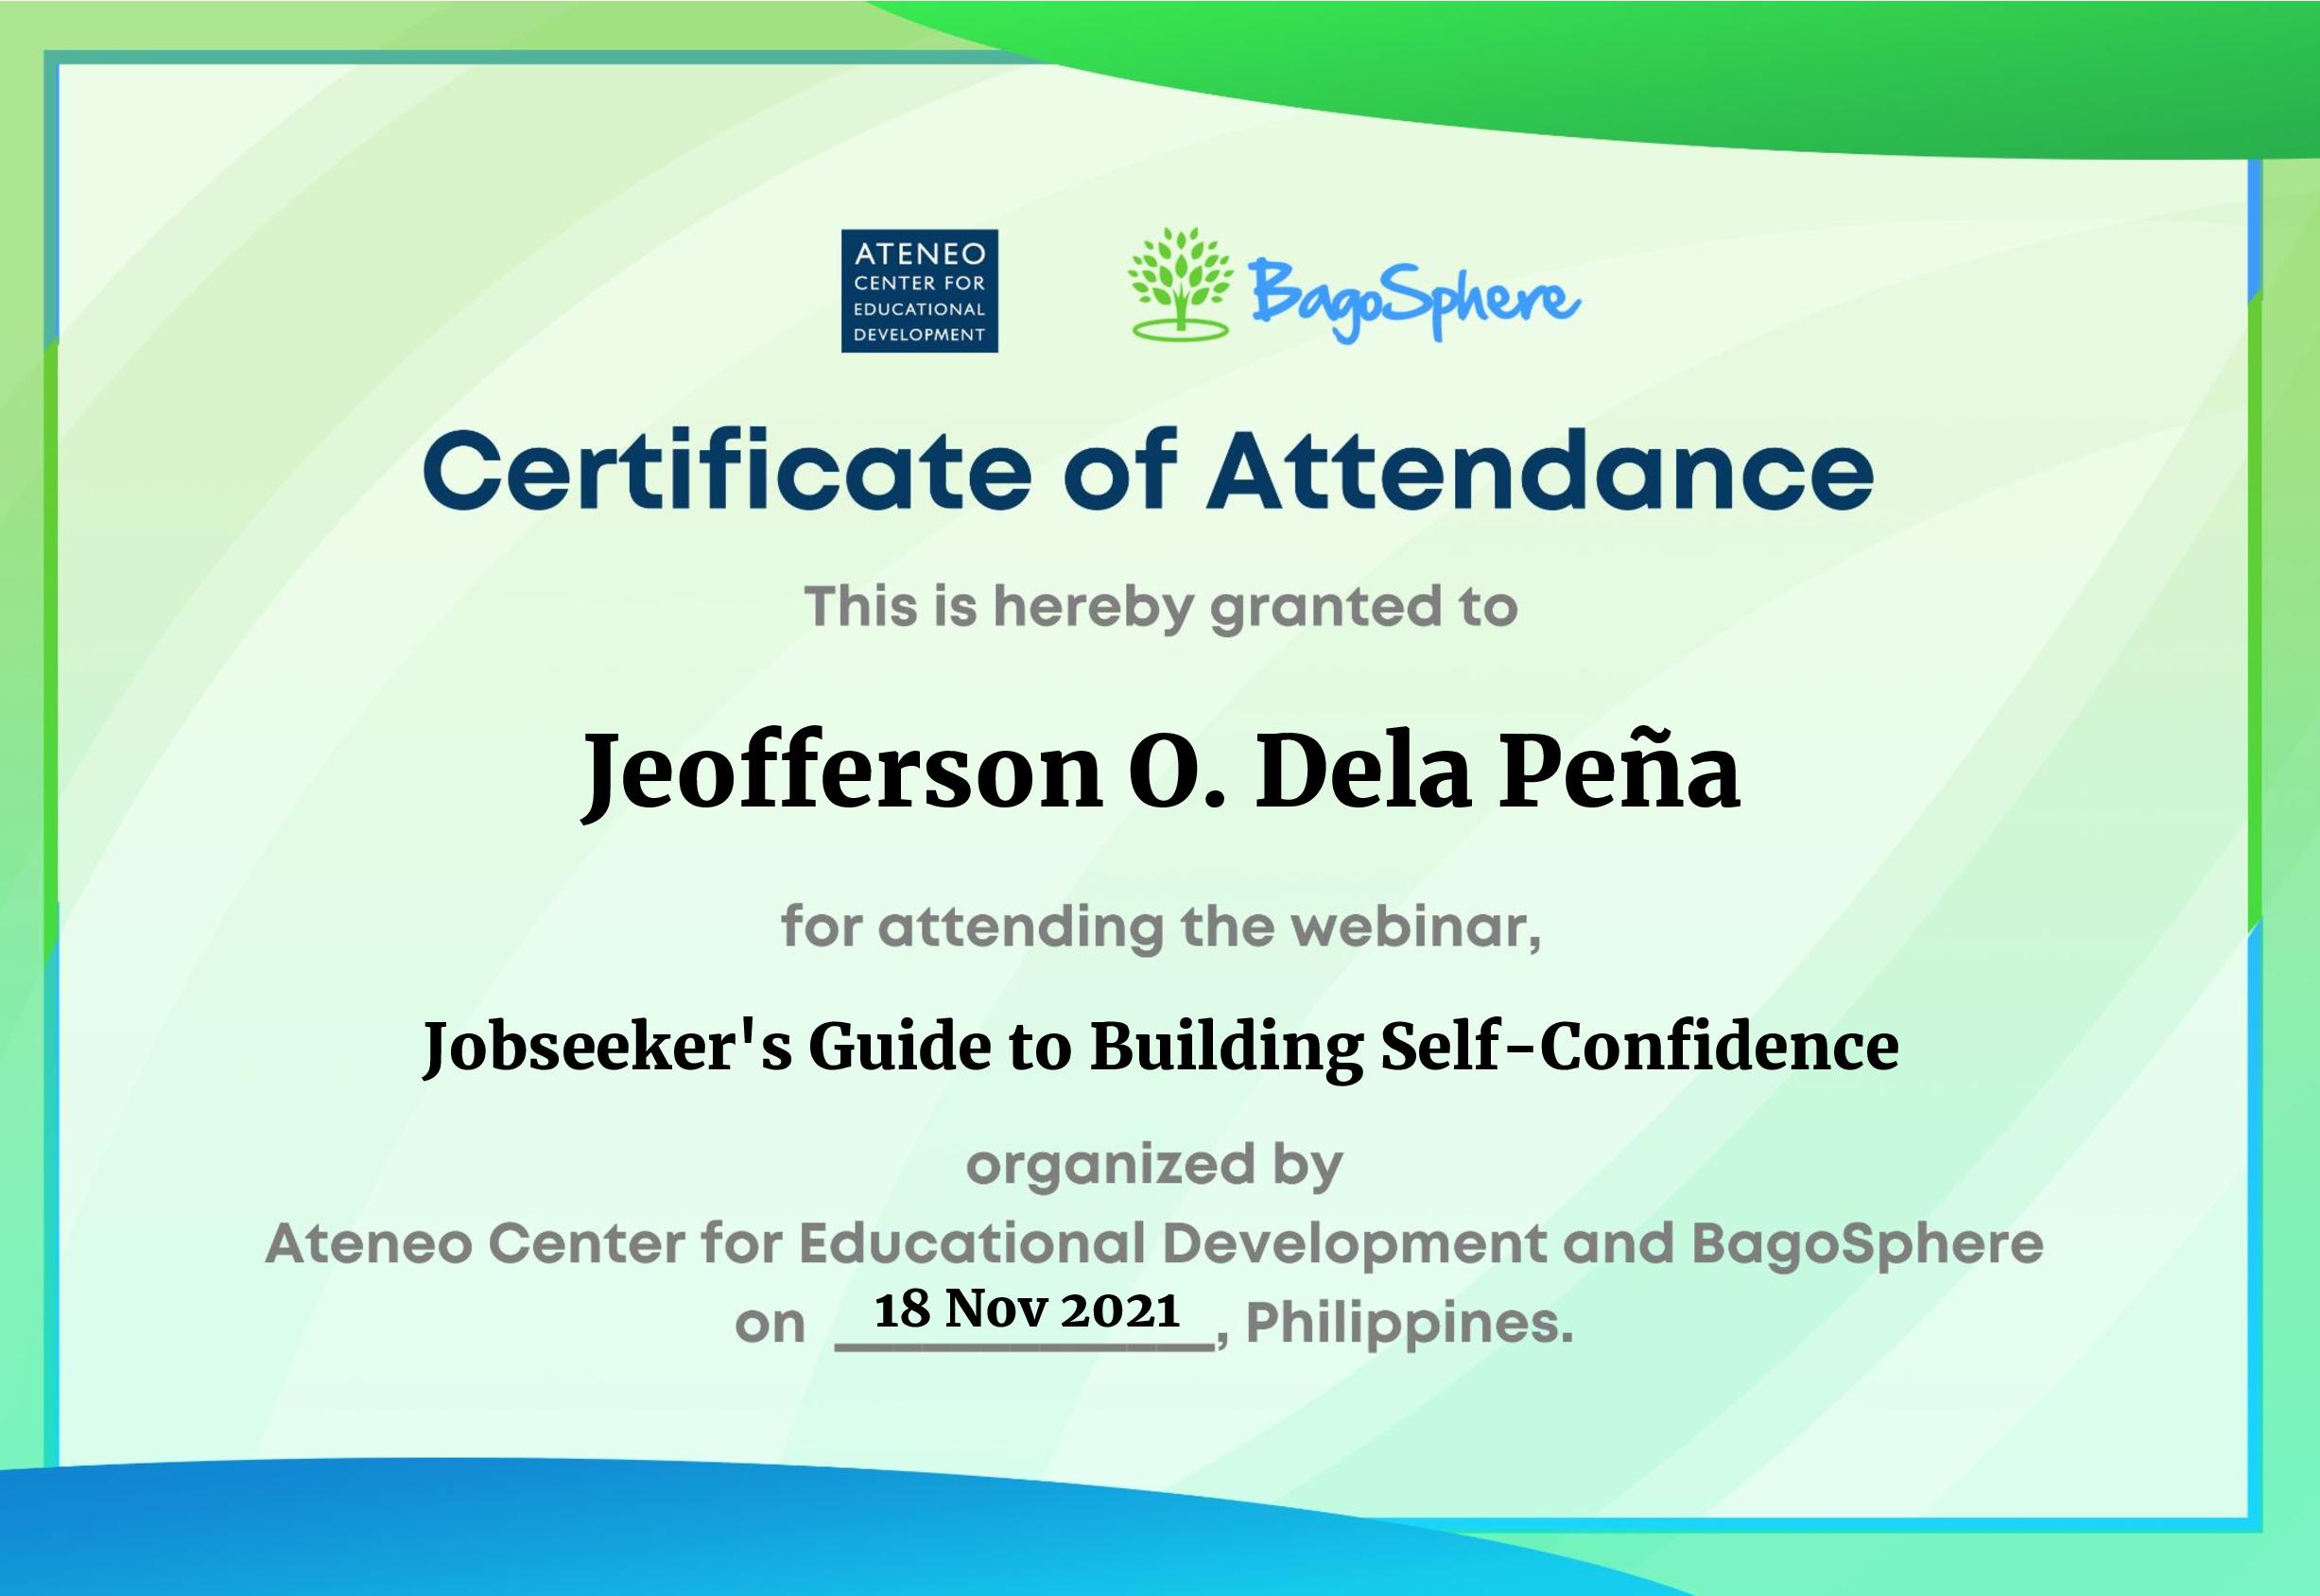 ATENEO
CENTER FOR
EDUCATIONAL
DEVELOPMENT
BagoSphere
Certificate of Attendance
This is hereby granted to
Jeofferson O. Dela Peña
for attending the webinar,
Jobseeker's Guide to Building Self-Confidence
organized by
Ateneo Center for Educational Development and BagoSphere
on 18 Nov 2021, Philippines.